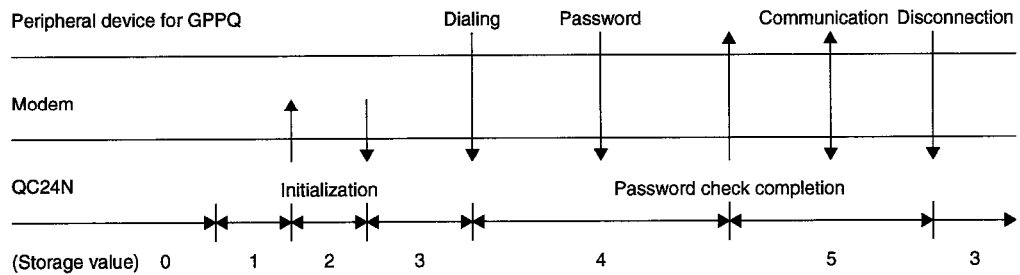 Peripheral device for GPPQ Dialing Password Communication Disconnection
Modem
QC24N Initialization Password check completion
(Storage value) 0 1 2 3 4 5 3